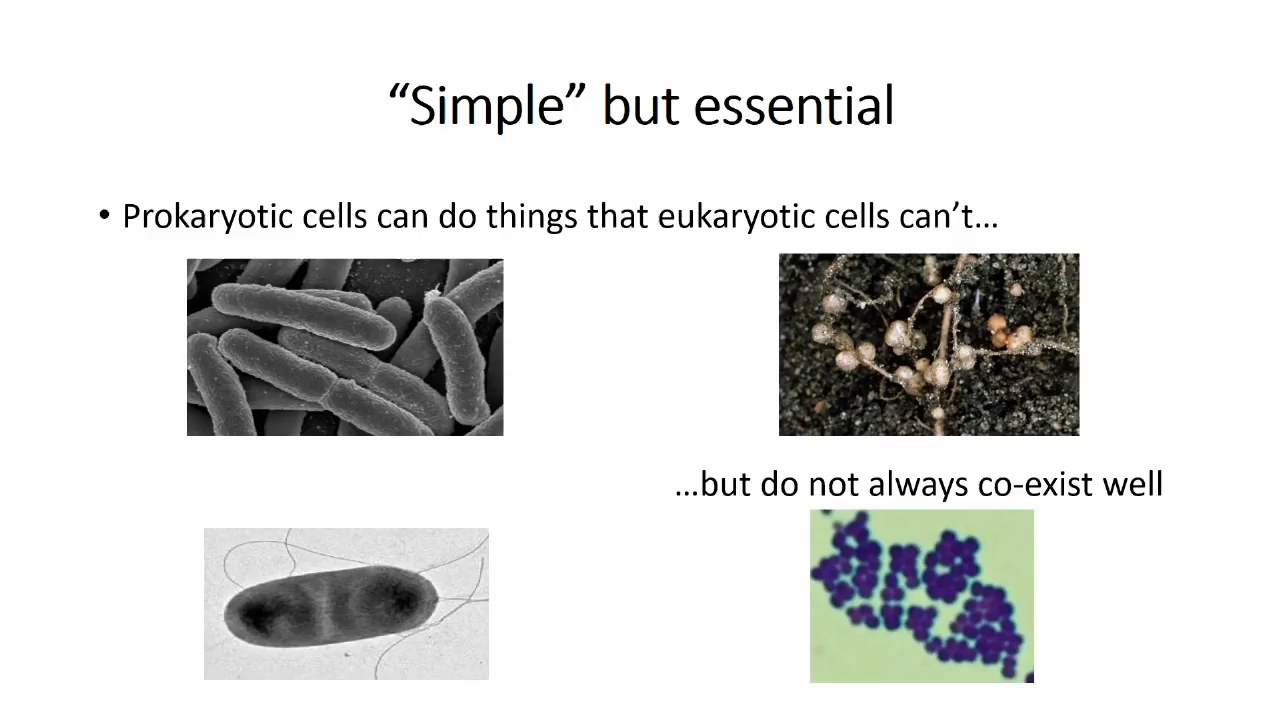 “Simple” but essential
• Prokaryotic cells can do things that eukaryotic cells can’t…
…but do not always co-exist well